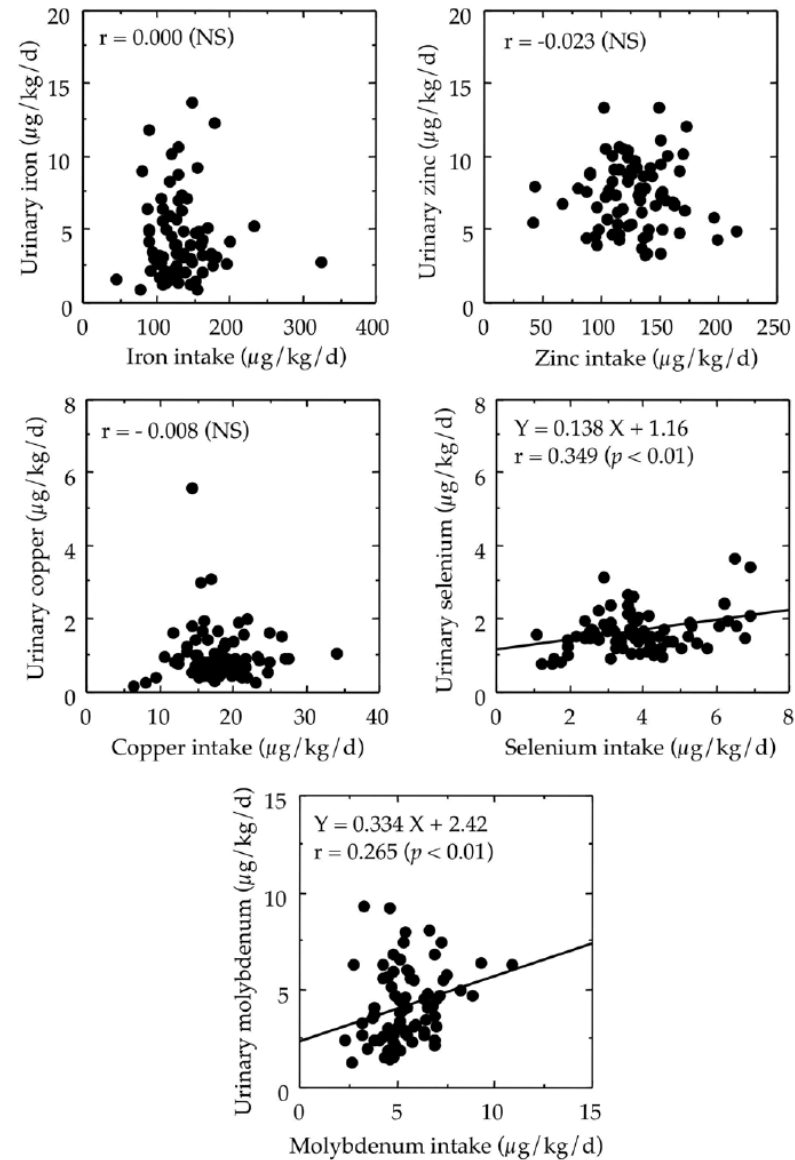 20
15
10
5
0
r = 0.000 (NS)
Urinary iron (µg/kg/d)
0 100 200 300 400
Iron intake (µg/kg/d)
20
15
10
5
0
r = -0.023 (NS)
Urinary zinc (µg/kg/d)
0 50 100 150 200 250
Zinc intake (µg/kg/d)
8
6
4
2
0
r = - 0.008 (NS)
Urinary copper (µg/kg/d)
0 10 20 30 40
Copper intake (µg/kg/d)
8
6
4
2
0
Y = 0.138 X + 1.16
r = 0.349 (p < 0.01)
Urinary selenium (µg/kg/d)
0 2 4 6 8
Selenium intake (µg/kg/d)
15
10
5
0
Y = 0.334 X + 2.42
r = 0.265 (p < 0.01)
Urinary molybdenum (µg/kg/d)
0 5 10 15
Molybdenum intake (µg/kg/d)